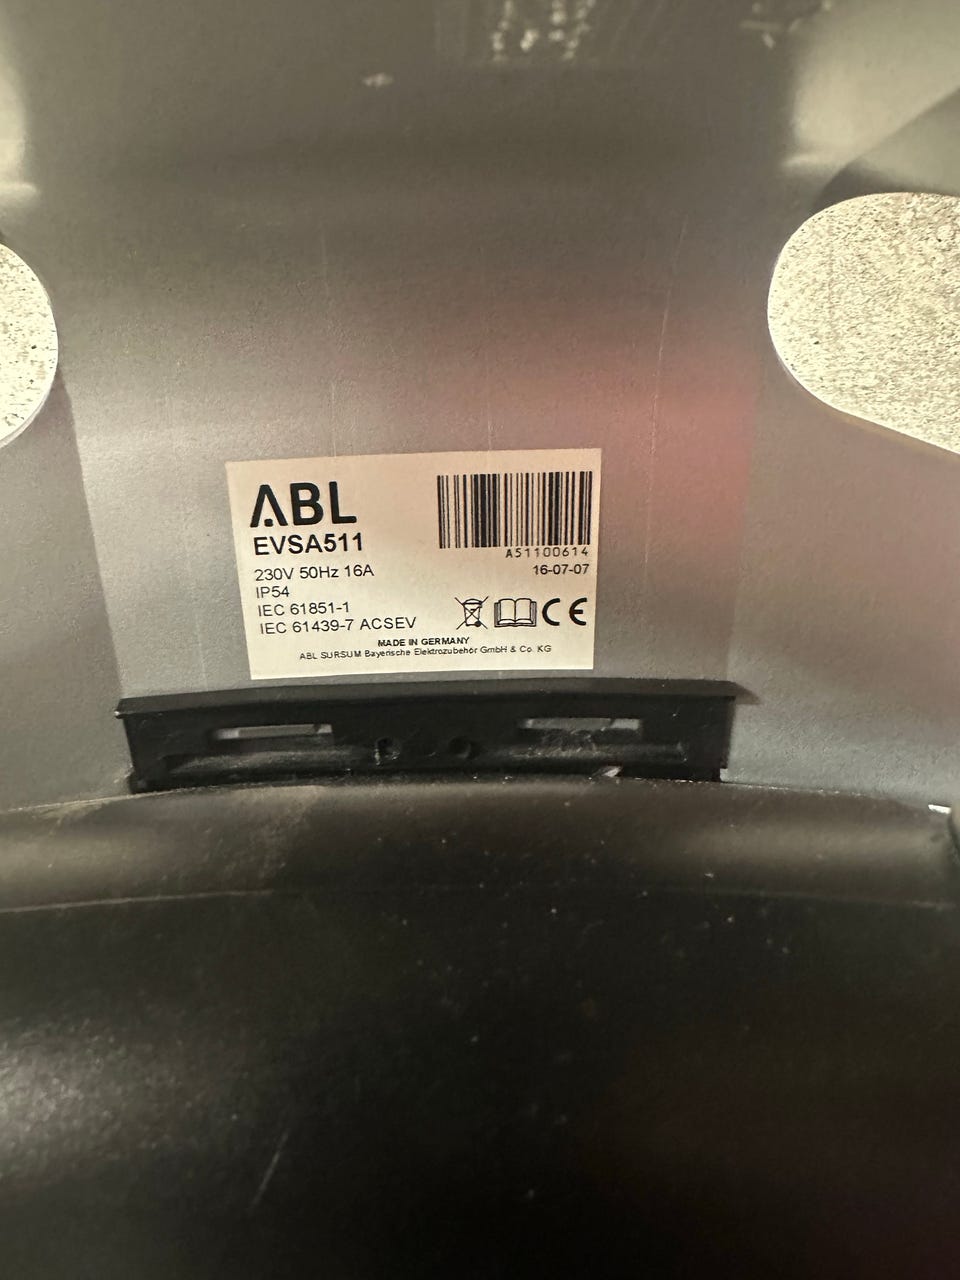 ABL
EVSA511
230V 50Hz 16A
IP54
IEC 61851-1
IEC 61439-7 ACSEV
A51100614
16-07-07
CE
MADE IN GERMANY
ABL SURSUM Bayerische Elektrozubehör GmbH & Co. KG